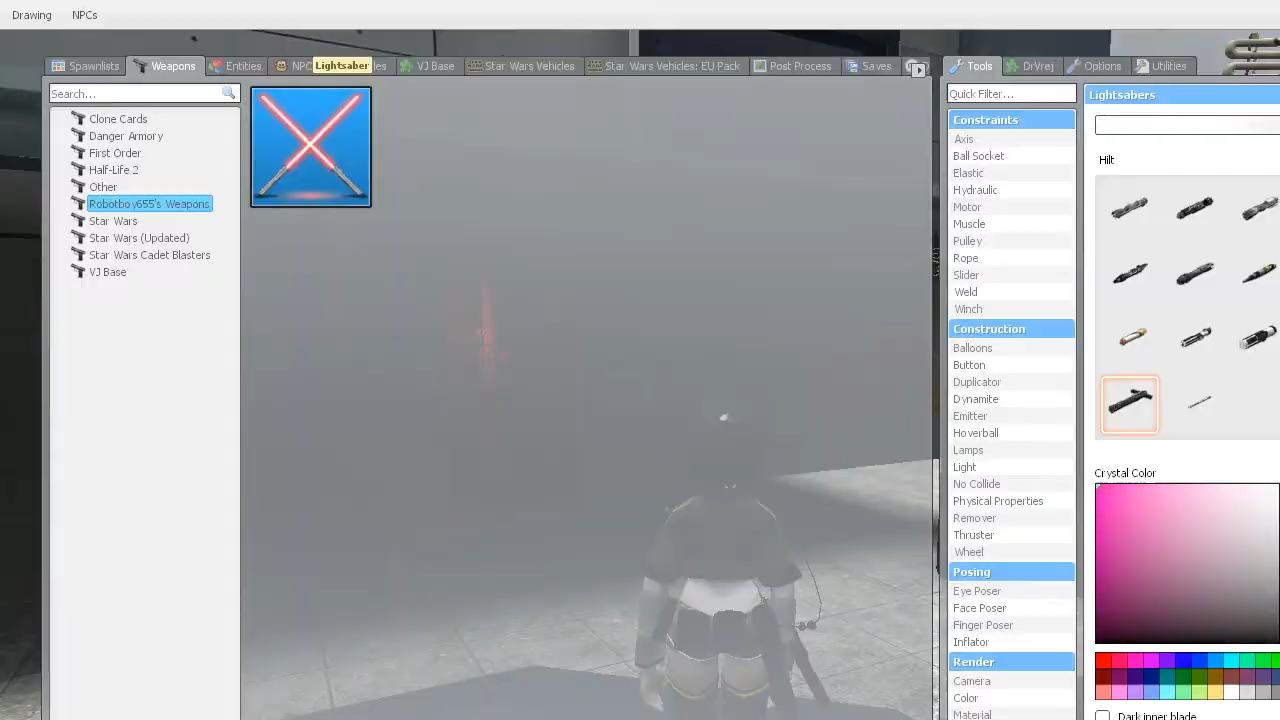 Drawing NPCs
Spawnlists Weapons Entities NPC Lightsaber les VJ Base Star Wars Vehicles Star Wars Vehicles: EU Pack Post Process Saves
Tools DrVrej Options Utilities
Search...
Clone Cards
Danger Armory
First Order
Half-Life 2
Other
Robotboy655's Weapons
Star Wars
Star Wars (Updated)
Star Wars Cadet Blasters
VJ Base
Quick Filter...
Constraints
Axis
Ball Socket
Elastic
Hydraulic
Motor
Muscle
Pulley
Rope
Slider
Weld
Winch
Construction
Balloons
Button
Duplicator
Dynamite
Emitter
Hoverball
Lamps
Light
No Collide
Physical Properties
Remover
Thruster
Wheel
Posing
Eye Poser
Face Poser
Finger Poser
Inflator
Render
Camera
Color
Material
Lightsabers
Hilt
Crystal Color
Dark inner blade